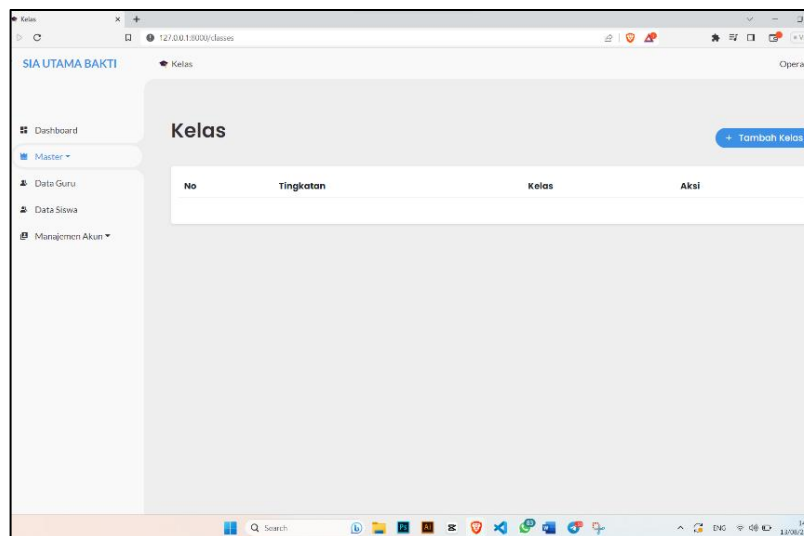 Kelas
127.0.0.1:8000/classes
SIA UTAMA BAKTI
Kelas
Dashboard
Master
Data Guru
Data Siswa
Manajemen Akun
Kelas
+ Tambah Kelas
No Tingkatan Kelas Aksi
Search
ENG